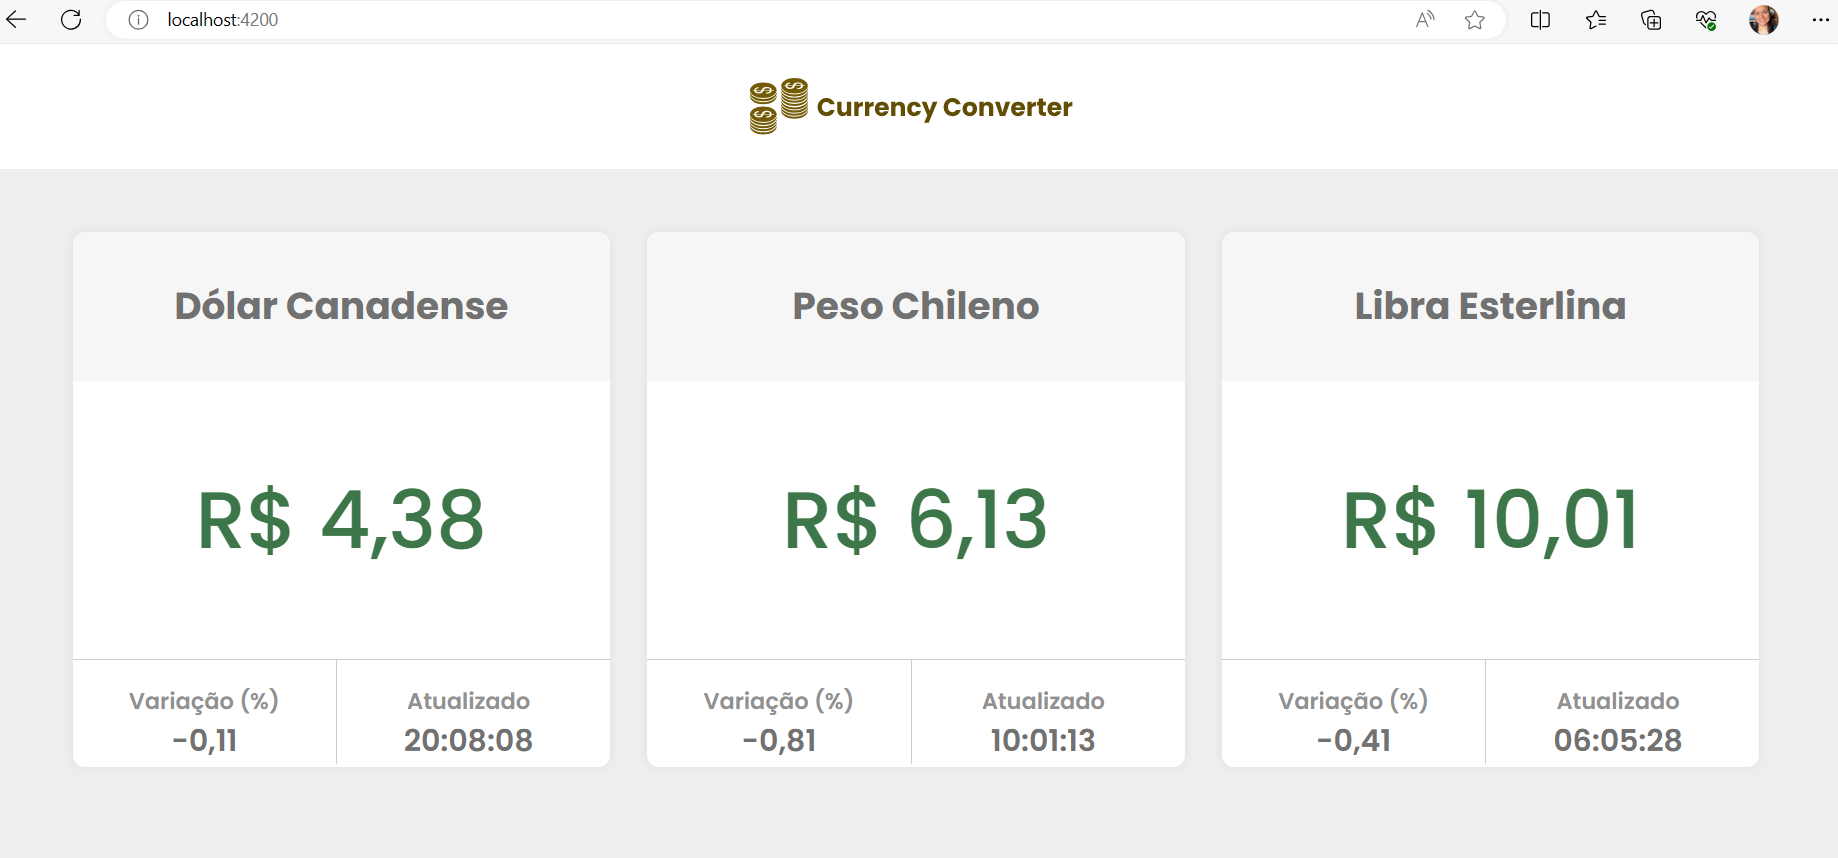 localhost:4200
Currency Converter
Dólar Canadense
R$ 4,38
Variação (%)
-0,11
Atualizado
20:08:08
Peso Chileno
R$ 6,13
Variação (%)
-0,81
Atualizado
10:01:13
Libra Esterlina
R$ 10,01
Variação (%)
-0,41
Atualizado
06:05:28